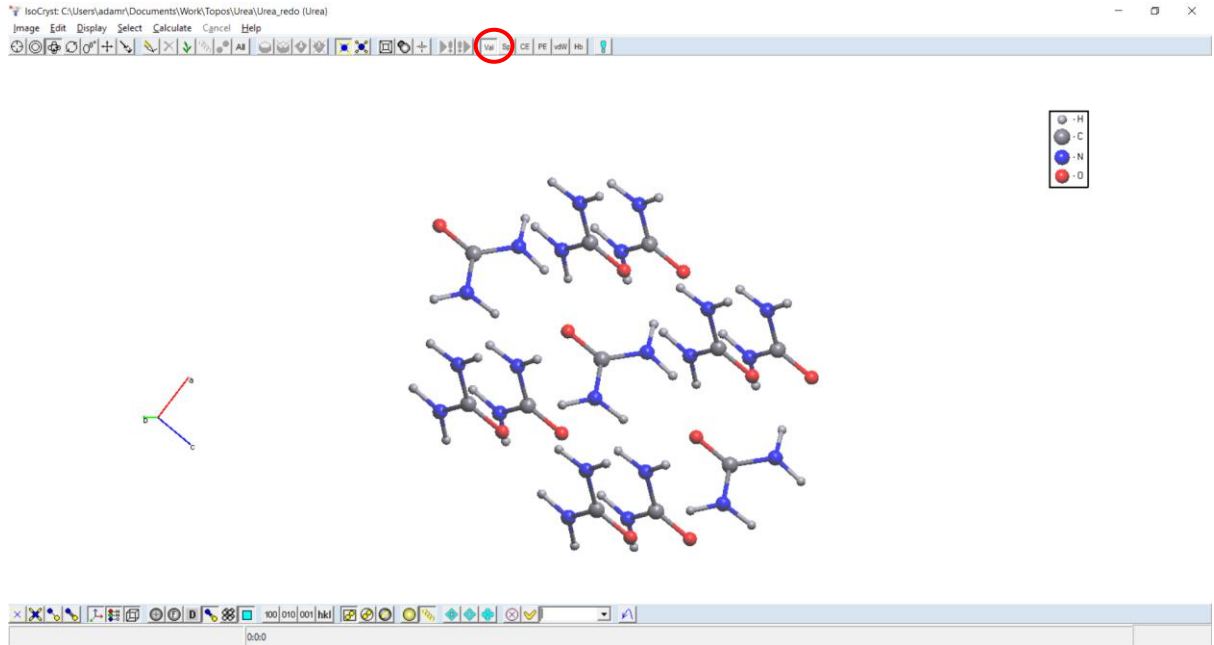 IsoCryst: C:\Users\adamr\Documents\Work\Topos\Urea\Urea_redo (Urea)
Image Edit Display Select Calculate Cancel Help
All Val Sp CE PE vdW Hb
- H
- C
- N
- O
a
b
c
D 100 010 001 hkl
0:0:0